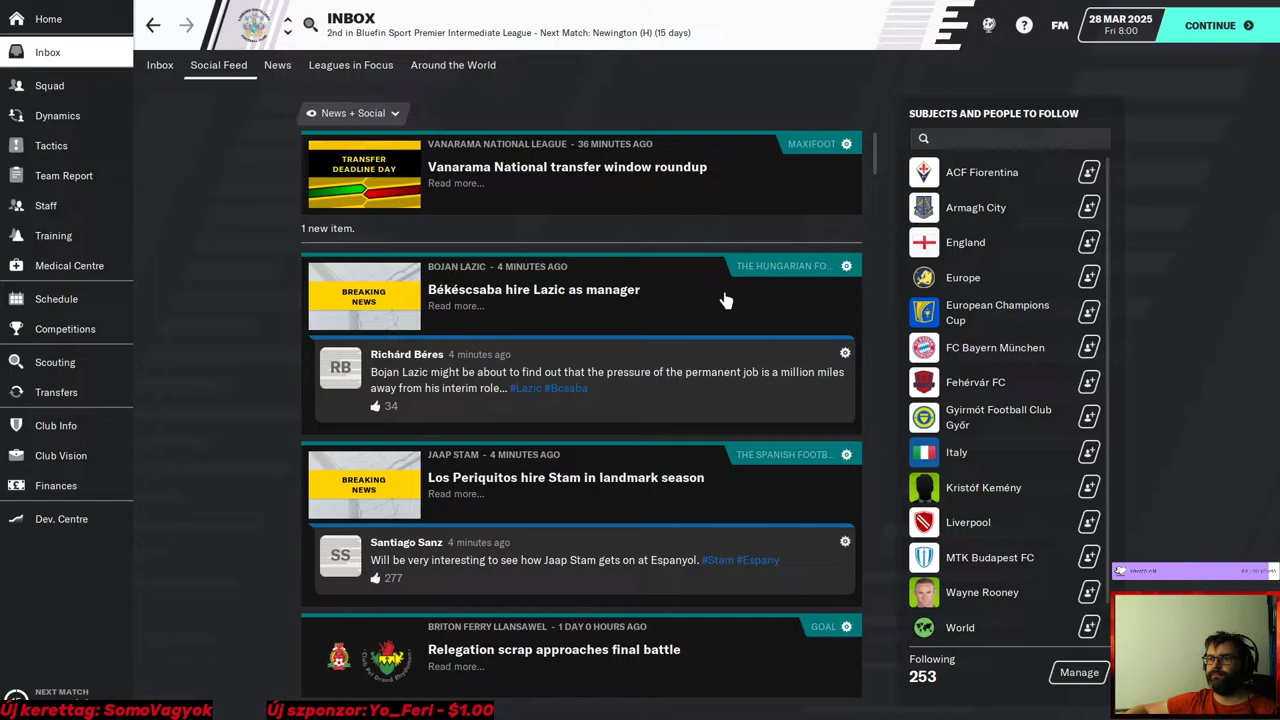 Home
INBOX
2nd in Bluefin Sport Premier Intermediate League - Next Match: Newington (H) (15 days)
FM
28 MAR 2025
Fri 8:00
CONTINUE
Inbox
Squad
Dynamics
Tactics
Team Report
Staff
Training
Medical Centre
Schedule
Competitions
Scouting
Transfers
Club Info
Club Vision
Finances
Dev. Centre
NEXT MATCH
Inbox
Social Feed
News
Leagues in Focus
Around the World
News + Social
TRANSFER DEADLINE DAY
VANARAMA NATIONAL LEAGUE - 36 MINUTES AGO
MAXIFOOT
Vanarama National transfer window roundup
Read more...
1 new item.
BREAKING NEWS
BOJAN LAZIC - 4 MINUTES AGO
THE HUNGARIAN FO...
Békéscsaba hire Lazic as manager
Read more...
RB
Richárd Béres 4 minutes ago
Bojan Lazic might be about to find out that the pressure of the permanent job is a million miles
away from his interim role... #Lazic #Bcsaba
34
BREAKING NEWS
JAAP STAM - 4 MINUTES AGO
THE SPANISH FOOTB...
Los Periquitos hire Stam in landmark season
Read more...
SS
Santiago Sanz 4 minutes ago
Will be very interesting to see how Jaap Stam gets on at Espanyol. #Stam #Espany
277
BRITON FERRY LLANSAWEL - 1 DAY 0 HOURS AGO
GOAL
Relegation scrap approaches final battle
Read more...
SUBJECTS AND PEOPLE TO FOLLOW
ACF Fiorentina
Armagh City
England
Europe
European Champions
Cup
FC Bayern München
Fehérvár FC
Gyirmót Football Club
Győr
Italy
Kristóf Kemény
Liverpool
MTK Budapest FC
Wayne Rooney
World
Following
253
Manage
Új kerettag: SomoVagyok
Új szponzor: Yo_Feri - $1.00